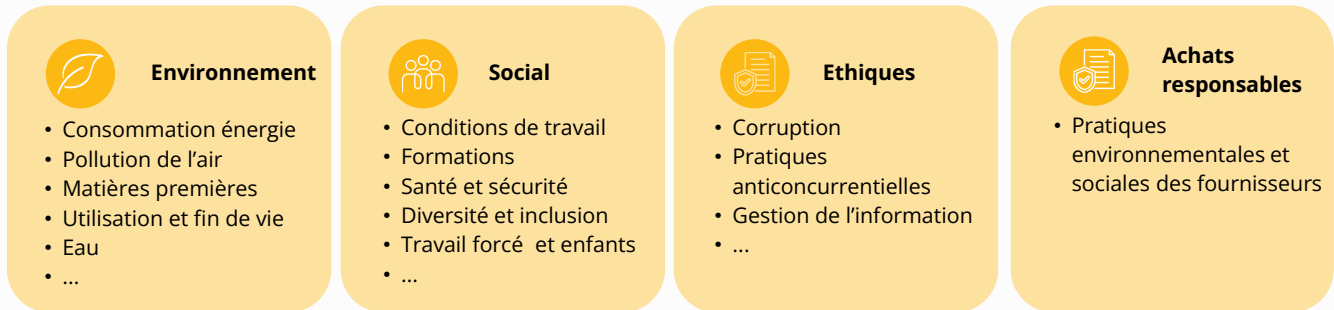 Environnement
• Consommation énergie
• Pollution de l'air
• Matières premières
• Utilisation et fin de vie
• Eau
• ...
Social
• Conditions de travail
• Formations
• Santé et sécurité
• Diversité et inclusion
• Travail forcé  et enfants
• ...
Ethiques
• Corruption
• Pratiques
anticoncurrentielles
• Gestion de l'information
• ...
Achats
responsables
• Pratiques
environnementales et
sociales des fournisseurs